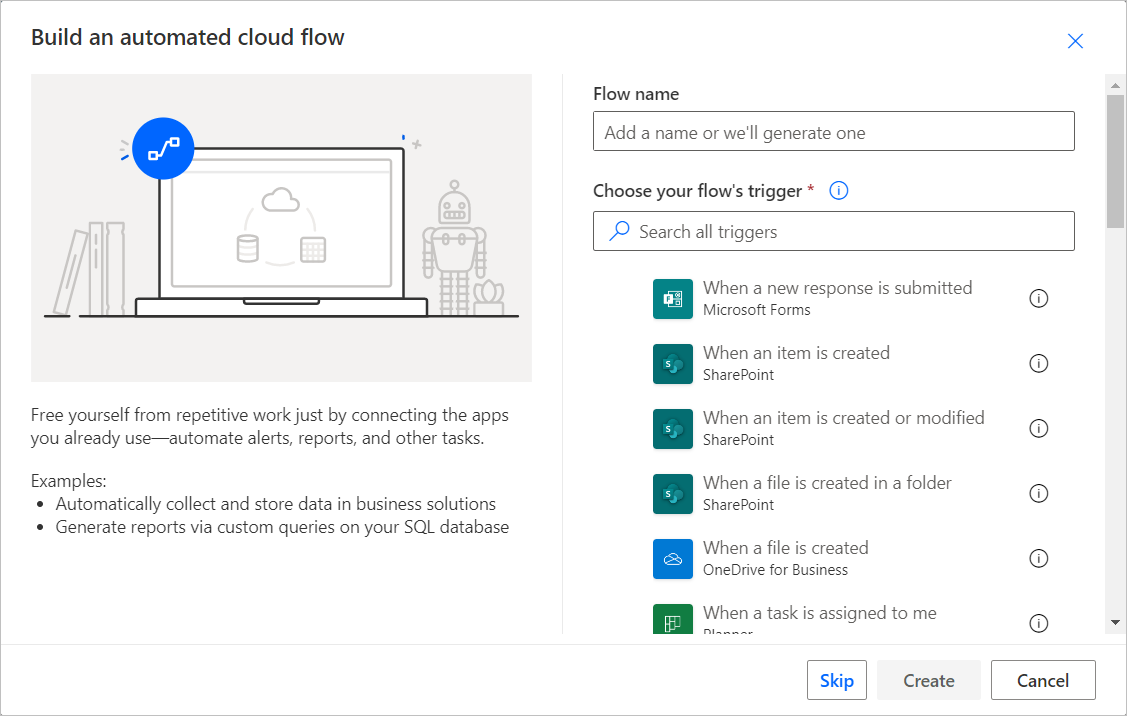 Build an automated cloud flow
Free yourself from repetitive work just by connecting the apps
you already use—automate alerts, reports, and other tasks.
Examples:
• Automatically collect and store data in business solutions
• Generate reports via custom queries on your SQL database
Flow name
Add a name or we'll generate one
Choose your flow's trigger *
Search all triggers
When a new response is submitted
Microsoft Forms
When an item is created
SharePoint
When an item is created or modified
SharePoint
When a file is created in a folder
SharePoint
When a file is created
OneDrive for Business
When a task is assigned to me
Planner
Skip
Create
Cancel